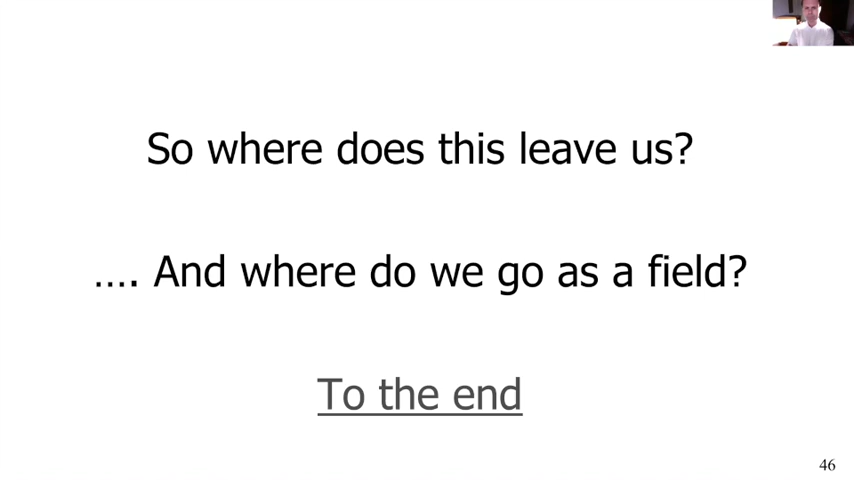 So where does this leave us?
…. And where do we go as a field?
To the end
46